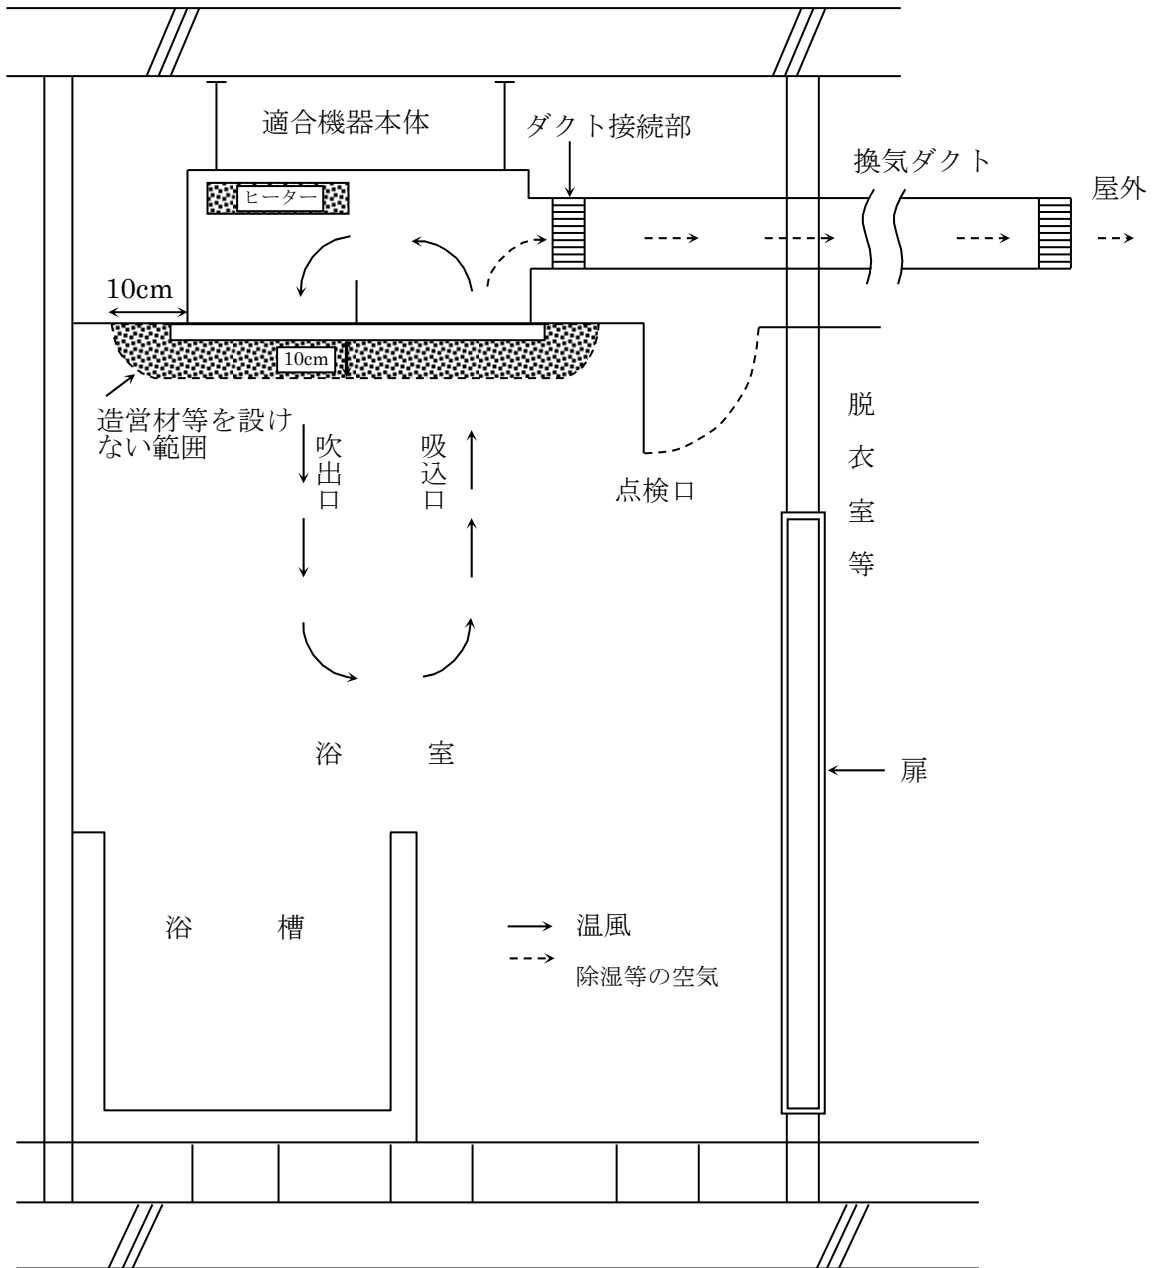 適合機器本体
ダクト接続部
換気ダクト
屋外
ヒーター
10cm
10cm
造営材等を設け
ない範囲
吹出口
吸込口
点検口
脱衣室等
浴室
扉
浴槽
温風
除湿等の空気